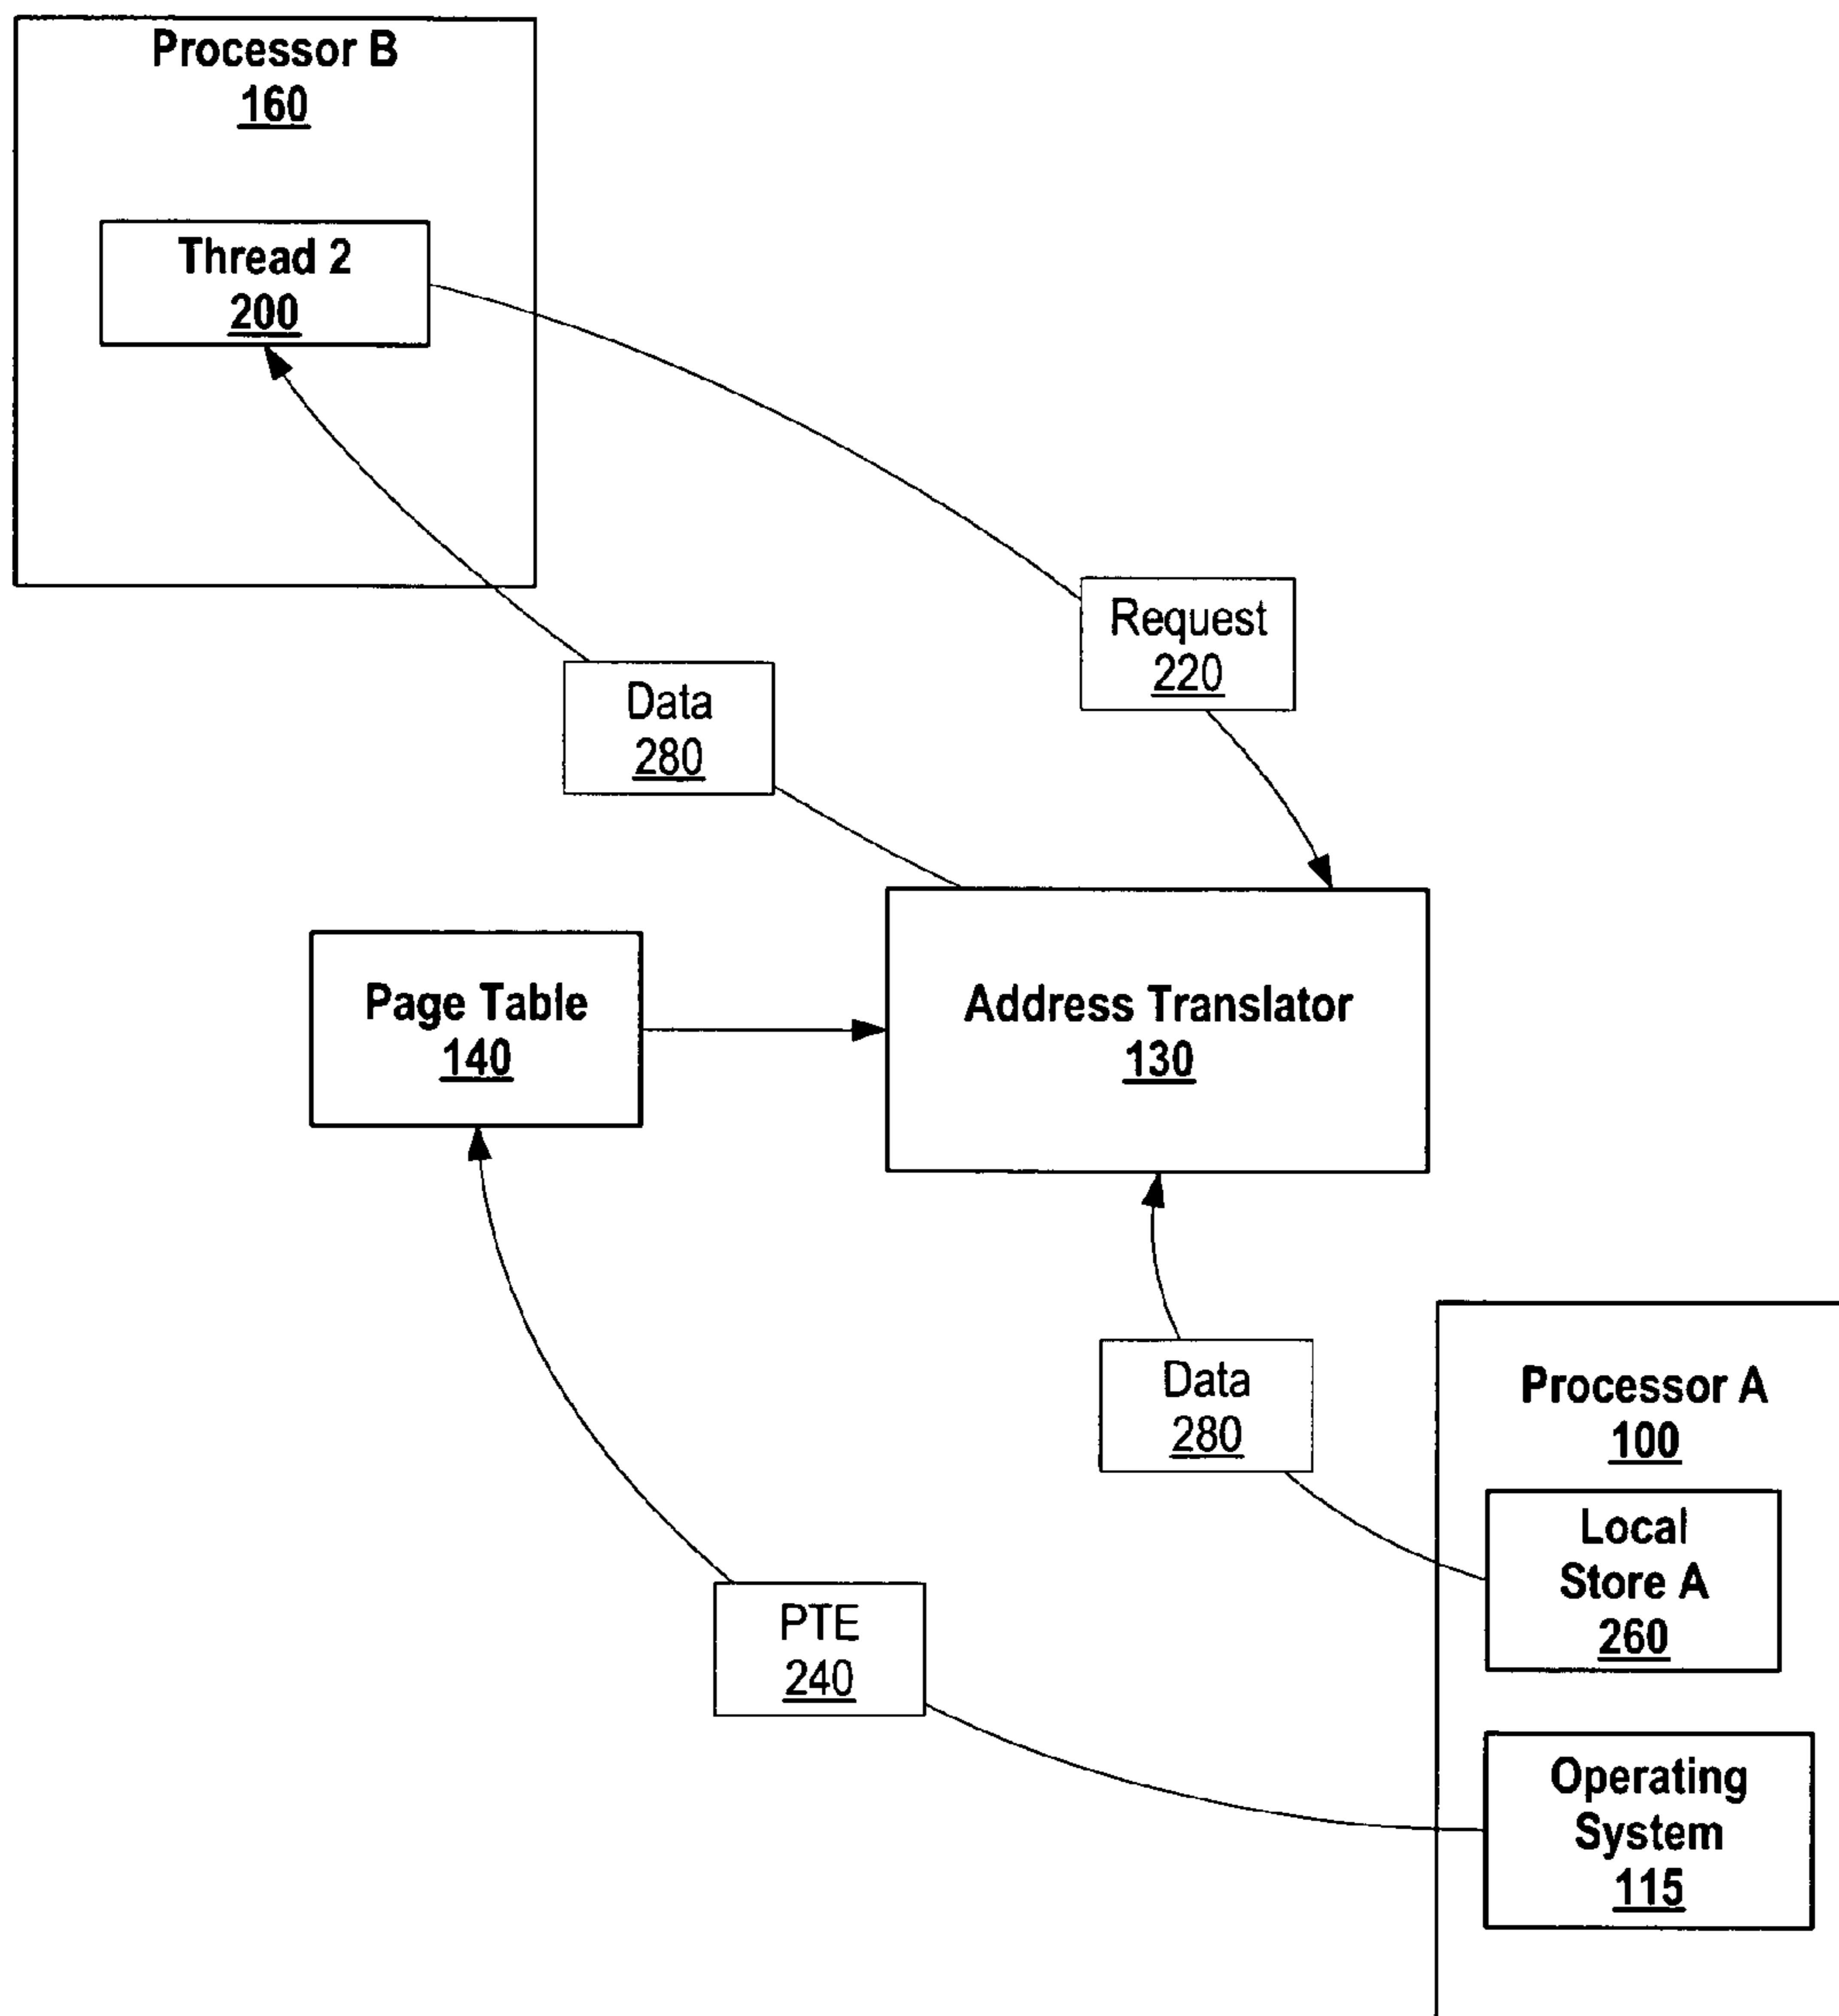 Processor B
160
Thread 2
200
Request
220
Data
280
Page Table
140
Address Translator
130
Data
280
Processor A
100
Local
Store A
260
PTE
240
Operating
System
115